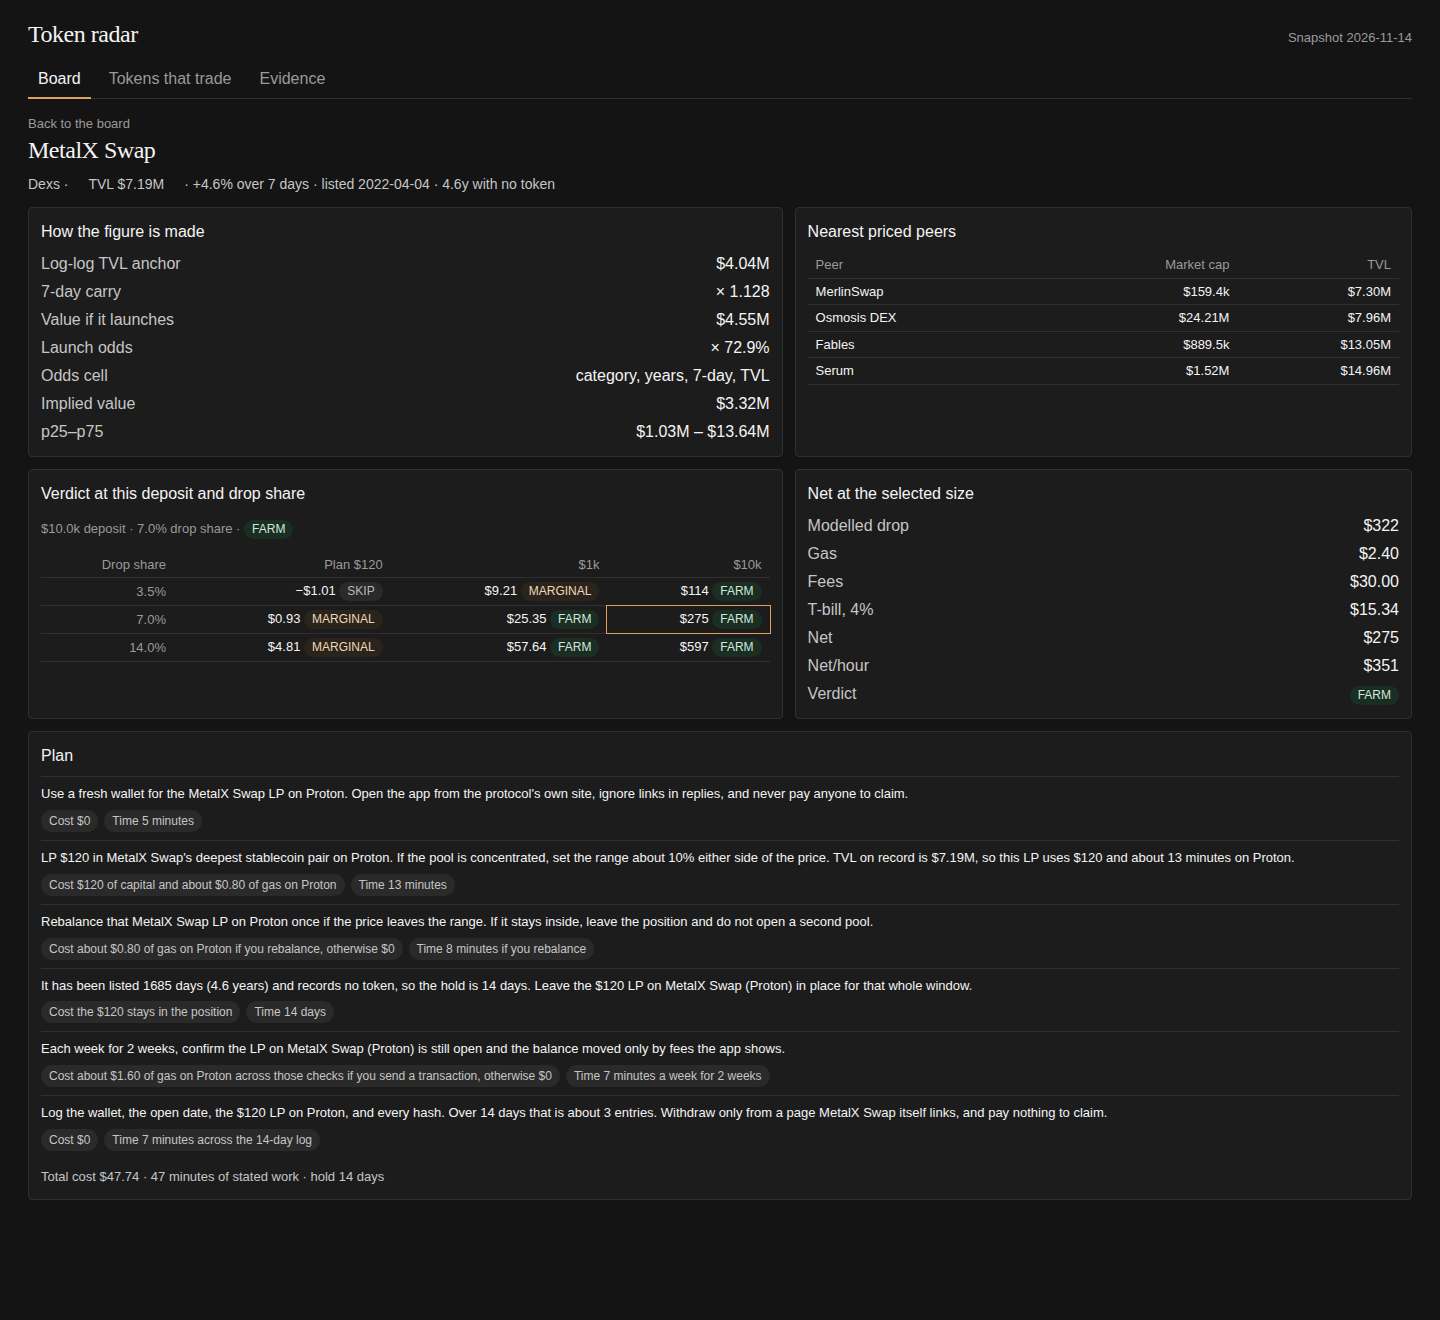 Token radar
Snapshot 2026-11-14
Board Tokens that trade Evidence
Back to the board
MetalX Swap
Dexs · TVL $7.19M · +4.6% over 7 days · listed 2022-04-04 · 4.6y with no token
How the figure is made
Log-log TVL anchor $4.04M
7-day carry × 1.128
Value if it launches $4.55M
Launch odds × 72.9%
Odds cell category, years, 7-day, TVL
Implied value $3.32M
p25–p75 $1.03M – $13.64M
Nearest priced peers
Peer Market cap TVL
MerlinSwap $159.4k $7.30M
Osmosis DEX $24.21M $7.96M
Fables $889.5k $13.05M
Serum $1.52M $14.96M
Verdict at this deposit and drop share
$10.0k deposit · 7.0% drop share · FARM
Drop share Plan $120 $1k $10k
3.5% −$1.01 SKIP $9.21 MARGINAL $114 FARM
7.0% $0.93 MARGINAL $25.35 FARM $275 FARM
14.0% $4.81 MARGINAL $57.64 FARM $597 FARM
Net at the selected size
Modelled drop $322
Gas $2.40
Fees $30.00
T-bill, 4% $15.34
Net $275
Net/hour $351
Verdict FARM
Plan
Use a fresh wallet for the MetalX Swap LP on Proton. Open the app from the protocol's own site, ignore links in replies, and never pay anyone to claim.
Cost $0 Time 5 minutes
LP $120 in MetalX Swap's deepest stablecoin pair on Proton. If the pool is concentrated, set the range about 10% either side of the price. TVL on record is $7.19M, so this LP uses $120 and about 13 minutes on Proton.
Cost $120 of capital and about $0.80 of gas on Proton Time 13 minutes
Rebalance that MetalX Swap LP on Proton once if the price leaves the range. If it stays inside, leave the position and do not open a second pool.
Cost about $0.80 of gas on Proton if you rebalance, otherwise $0 Time 8 minutes if you rebalance
It has been listed 1685 days (4.6 years) and records no token, so the hold is 14 days. Leave the $120 LP on MetalX Swap (Proton) in place for that whole window.
Cost the $120 stays in the position Time 14 days
Each week for 2 weeks, confirm the LP on MetalX Swap (Proton) is still open and the balance moved only by fees the app shows.
Cost about $1.60 of gas on Proton across those checks if you send a transaction, otherwise $0 Time 7 minutes a week for 2 weeks
Log the wallet, the open date, the $120 LP on Proton, and every hash. Over 14 days that is about 3 entries. Withdraw only from a page MetalX Swap itself links, and pay nothing to claim.
Cost $0 Time 7 minutes across the 14-day log
Total cost $47.74 · 47 minutes of stated work · hold 14 days